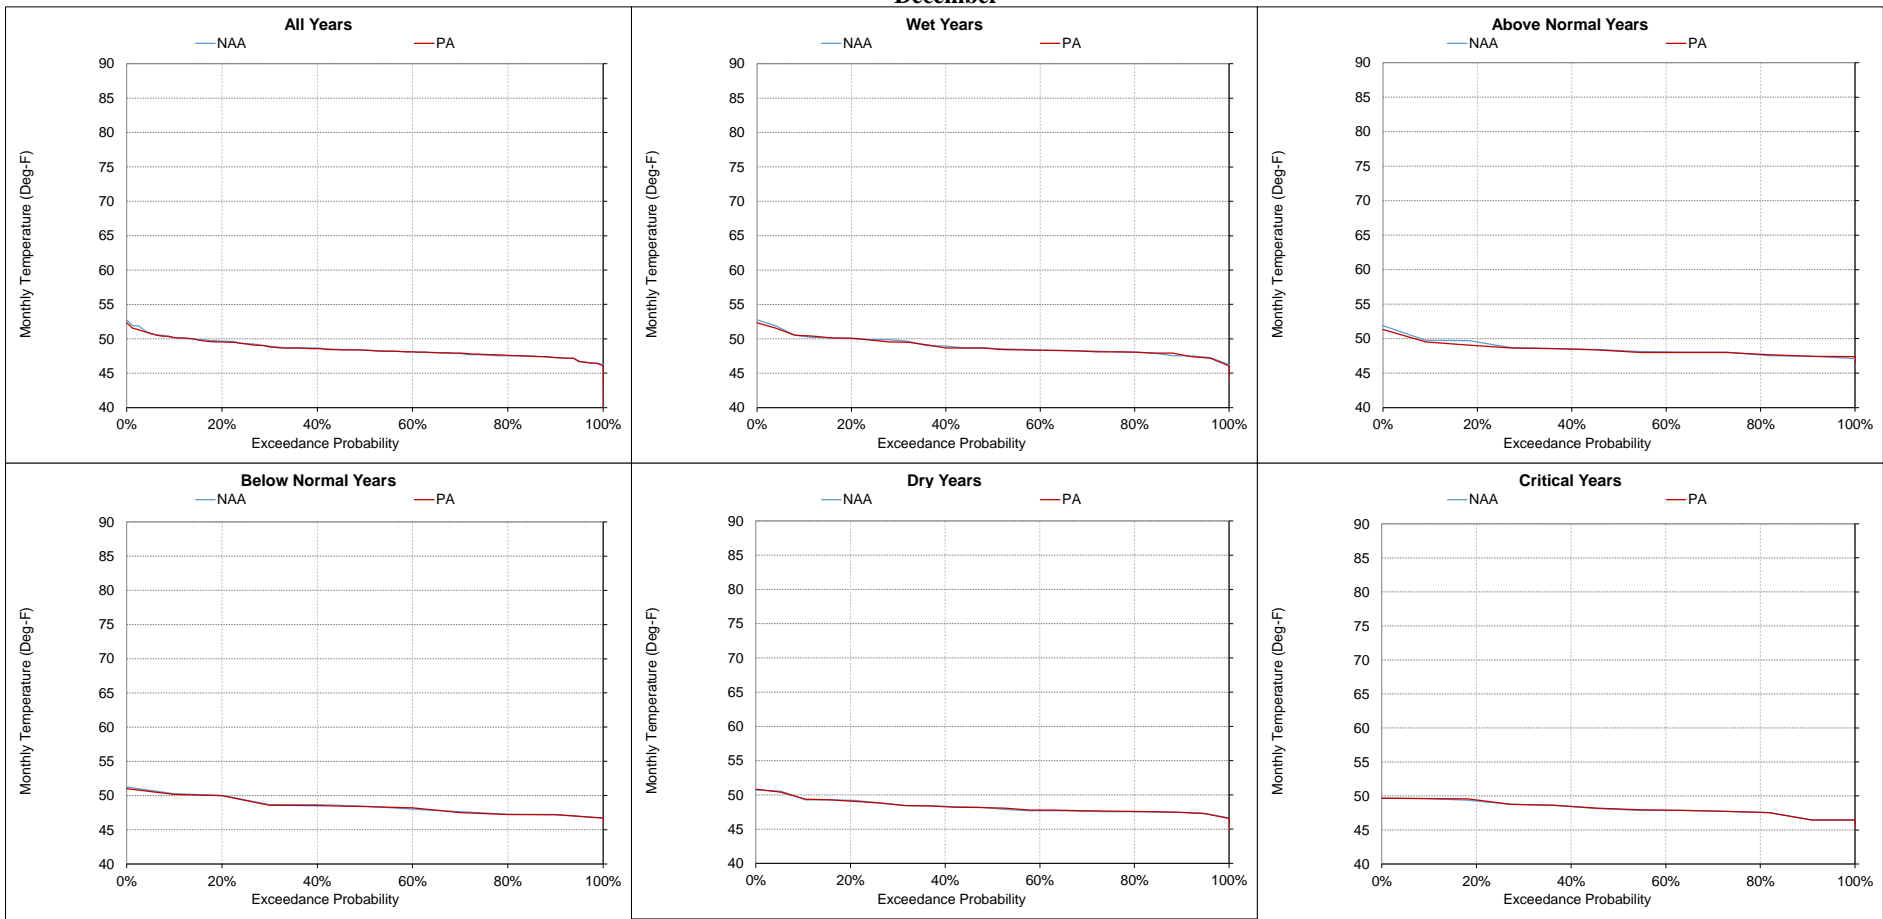 December
All Years
NAA PA
90
85
80
75
70
65
60
55
50
45
40
Monthly Temperature (Deg-F)
0% 20% 40% 60% 80% 100%
Exceedance Probability
Wet Years
NAA PA
90
85
80
75
70
65
60
55
50
45
40
Monthly Temperature (Deg-F)
0% 20% 40% 60% 80% 100%
Exceedance Probability
Above Normal Years
NAA PA
90
85
80
75
70
65
60
55
50
45
40
Monthly Temperature (Deg-F)
0% 20% 40% 60% 80% 100%
Exceedance Probability
Below Normal Years
NAA PA
90
85
80
75
70
65
60
55
50
45
40
Monthly Temperature (Deg-F)
0% 20% 40% 60% 80% 100%
Exceedance Probability
Dry Years
NAA PA
90
85
80
75
70
65
60
55
50
45
40
Monthly Temperature (Deg-F)
0% 20% 40% 60% 80% 100%
Exceedance Probability
Critical Years
NAA PA
90
85
80
75
70
65
60
55
50
45
40
Monthly Temperature (Deg-F)
0% 20% 40% 60% 80% 100%
Exceedance Probability